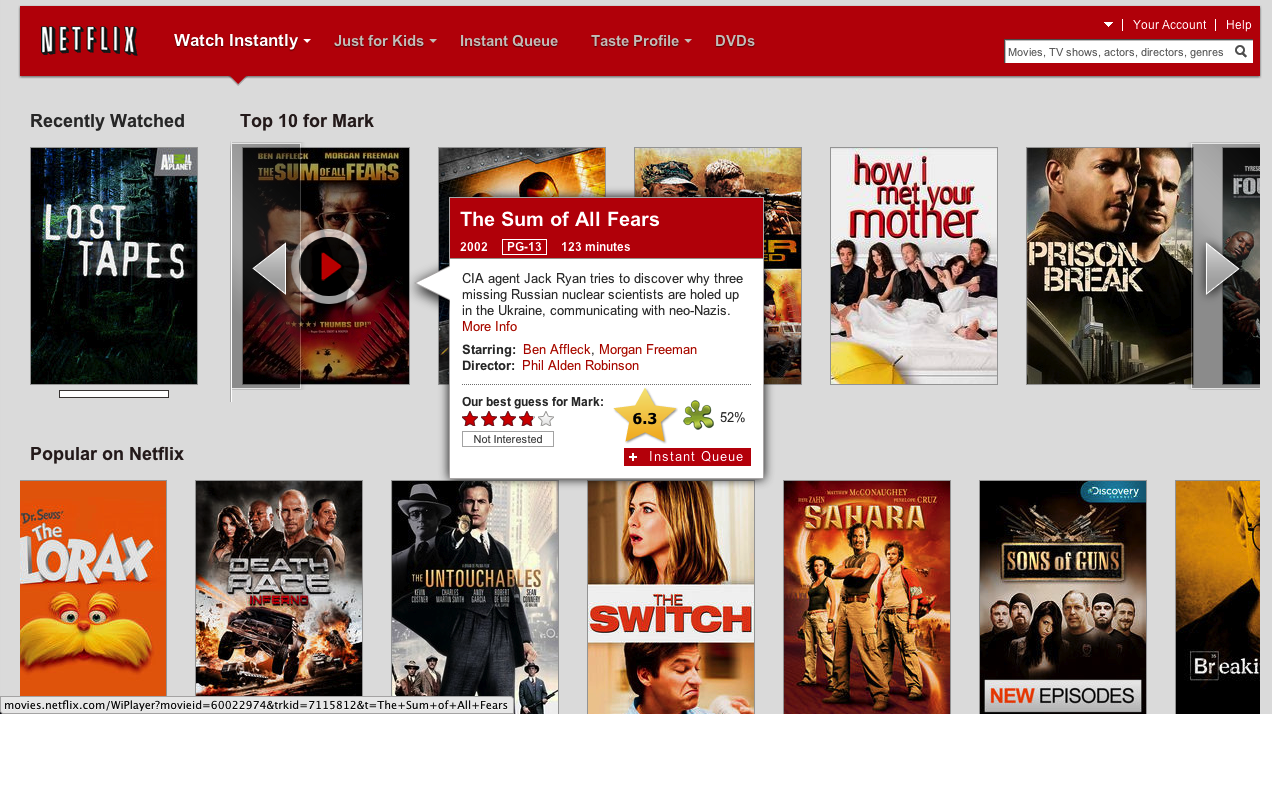 NETFLIX
Watch Instantly
Just for Kids
Instant Queue
Taste Profile
DVDs
Your Account
Help
Movies, TV shows, actors, directors, genres
Recently Watched
Top 10 for Mark
ANIMAL PLANET
LOST TAPES
BEN AFFLECK MORGAN FREEMAN
THE SUM OF ALL FEARS
THUMBS UP!"
The Sum of All Fears
2002 PG-13 123 minutes
CIA agent Jack Ryan tries to discover why three
missing Russian nuclear scientists are holed up
in the Ukraine, communicating with neo-Nazis.
More Info
Starring: Ben Affleck, Morgan Freeman
Director: Phil Alden Robinson
Our best guess for Mark:
6.3
52%
Not Interested
+ Instant Queue
how i met your mother
PRISON BREAK
TYRESE
FOU
Popular on Netflix
Dr. Seuss'
The
LORAX
DEATH RACE
INFERNO
THE
UNTOUCHABLES
KEVIN COSTNER
CHARLES MARTIN SMITH
ANDY GARCIA
ROBERT DE NIRO
SEAN CONNERY
THE
SWITCH
MATTHEW MCCONAUGHEY
STEVE ZAHN
PENELOPE CRUZ
SAHARA
Discovery
CHANNEL
SONS OF GUNS
NEW EPISODES
Breaki
movies.netflix.com/WiPlayer?movieid=60022974&trkid=7115812&t=The+Sum+of+All+Fears